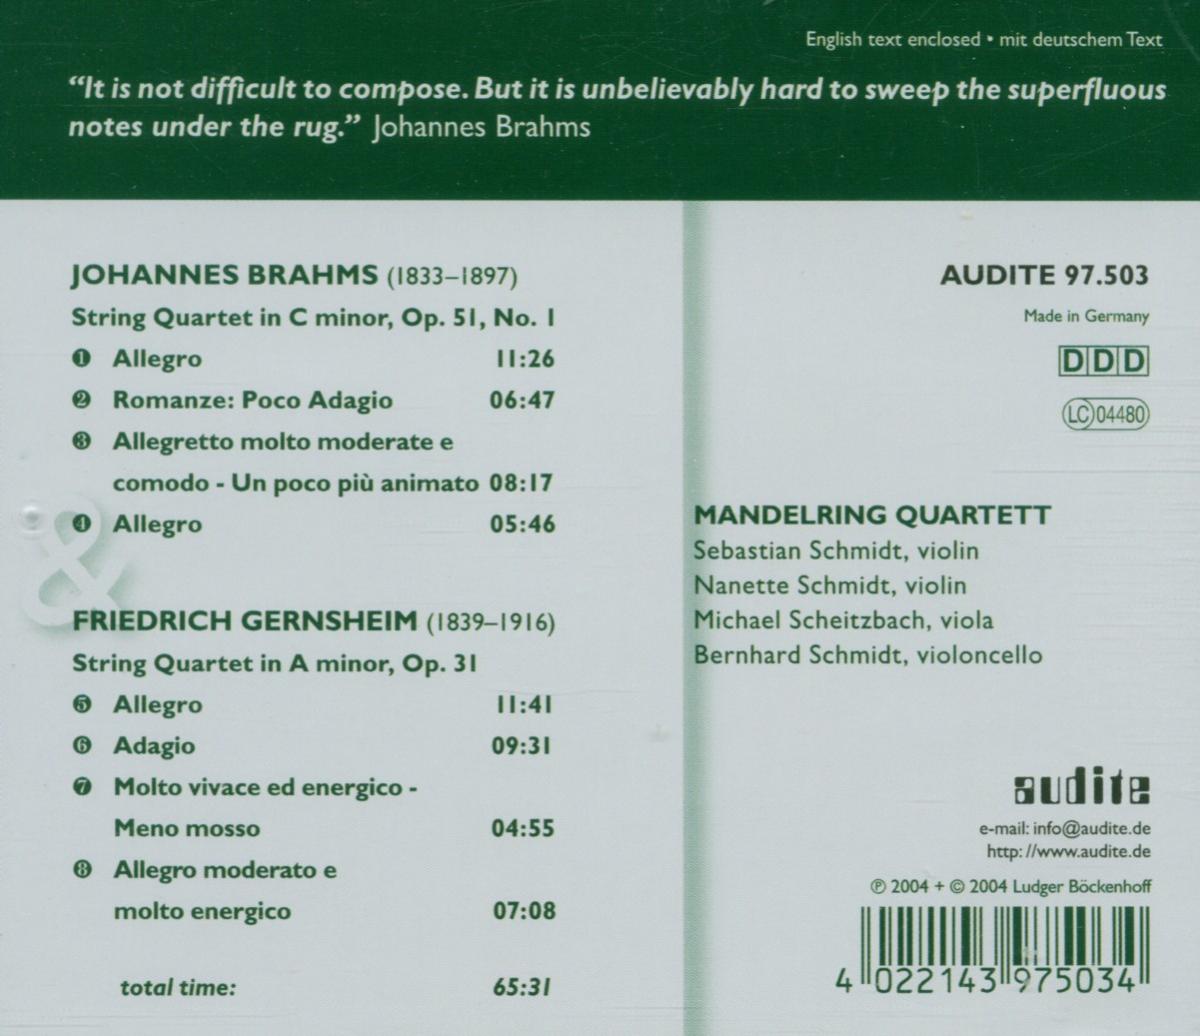 English text enclosed • mit deutschem Text
“It is not difficult to compose. But it is unbelievably hard to sweep the superfluous
notes under the rug.” Johannes Brahms
JOHANNES BRAHMS (1833–1897)
String Quartet in C minor, Op. 51, No. 1
❶ Allegro 11:26
❷ Romanze: Poco Adagio 06:47
❸ Allegretto molto moderate e
comodo - Un poco più animato 08:17
❹ Allegro 05:46
&
FRIEDRICH GERNSHEIM (1839–1916)
String Quartet in A minor, Op. 31
❺ Allegro 11:41
❻ Adagio 09:31
❼ Molto vivace ed energico -
Meno mosso 04:55
❽ Allegro moderato e
molto energico 07:08
total time: 65:31
AUDITE 97.503
Made in Germany
DDD
LC 04480
MANDELRING QUARTETT
Sebastian Schmidt, violin
Nanette Schmidt, violin
Michael Scheitzbach, viola
Bernhard Schmidt, violoncello
audite
e-mail: info@audite.de
http://www.audite.de
℗ 2004 + © 2004 Ludger Böckenhoff
4 022143 975034